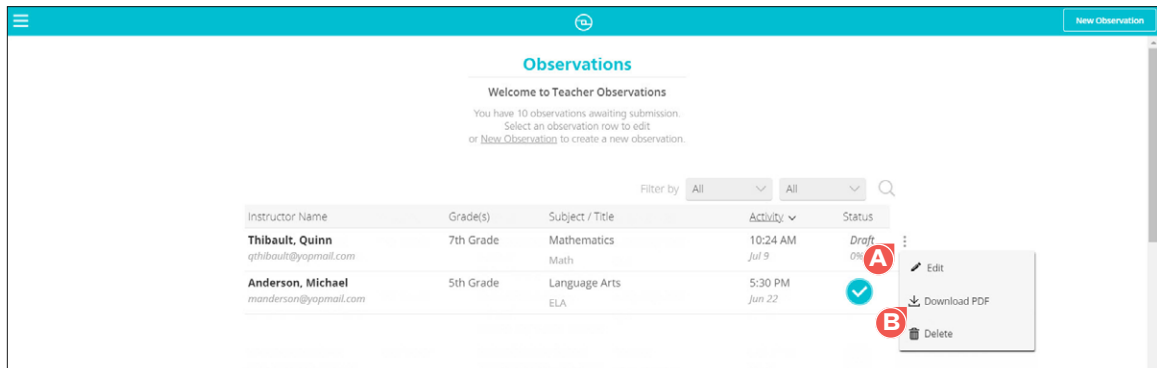 New Observation
Observations
Welcome to Teacher Observations
You have 10 observations awaiting submission.
Select an observation row to edit
or New Observation to create a new observation.
Filter by All All
Instructor Name Grade(s) Subject / Title Activity Status
Thibault, Quinn 7th Grade Mathematics 10:24 AM Draft
qthibault@yopmail.com Math Jul 9 0%
A
Edit
Anderson, Michael 5th Grade Language Arts 5:30 PM
manderson@yopmail.com ELA Jun 22
Download PDF
B
Delete